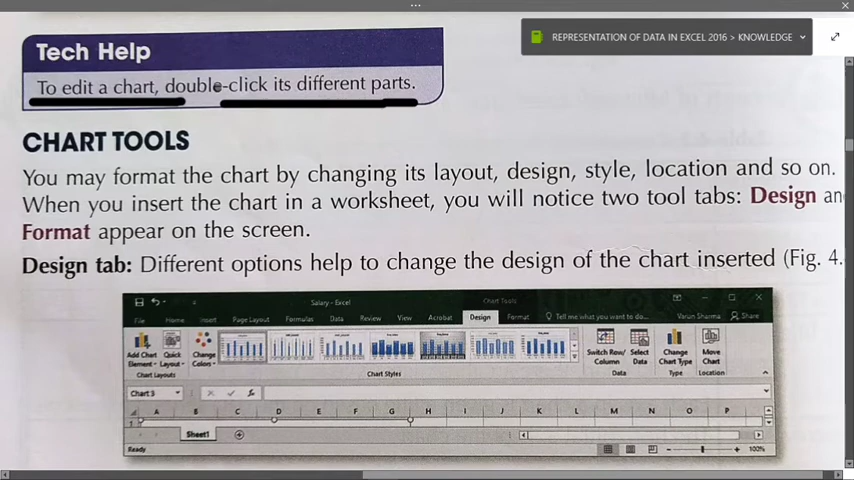 REPRESENTATION OF DATA IN EXCEL 2016 > KNOWLEDGE
Tech Help
To edit a chart, double-click its different parts.
CHART TOOLS
You may format the chart by changing its layout, design, style, location and so on.
When you insert the chart in a worksheet, you will notice two tool tabs: Design an
Format appear on the screen.
Design tab: Different options help to change the design of the chart inserted (Fig. 4.
Salary - Excel
Chart Tools
File Home Insert Page Layout Formulas Data Review View Acrobat Design Format Tell me what you want to do... Varun Sharma Share
Add Chart Element Quick Layout Change Colors Switch Row/ Column Select Data Change Chart Type Move Chart
Chart Layouts Chart Styles Data Type Location
Chart 3 fx
A B C D E F G H I J K L M N O P
1
Sheet1
Ready 100%